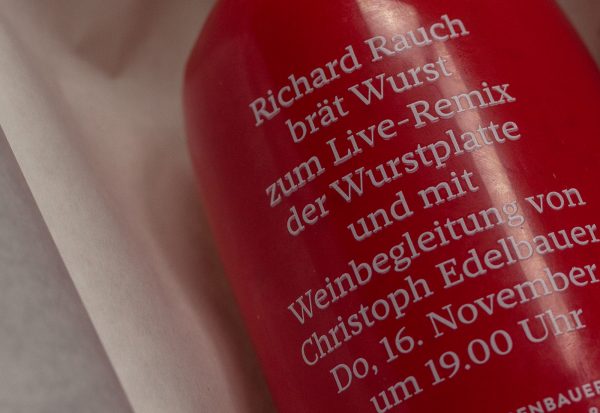 Richard Rauch
brät Wurst
zum Live-Remix
der Wurstplatte
und mit
Weinbegleitung von
Christoph Edelbauer
Do, 16. November
um 19.00 Uhr